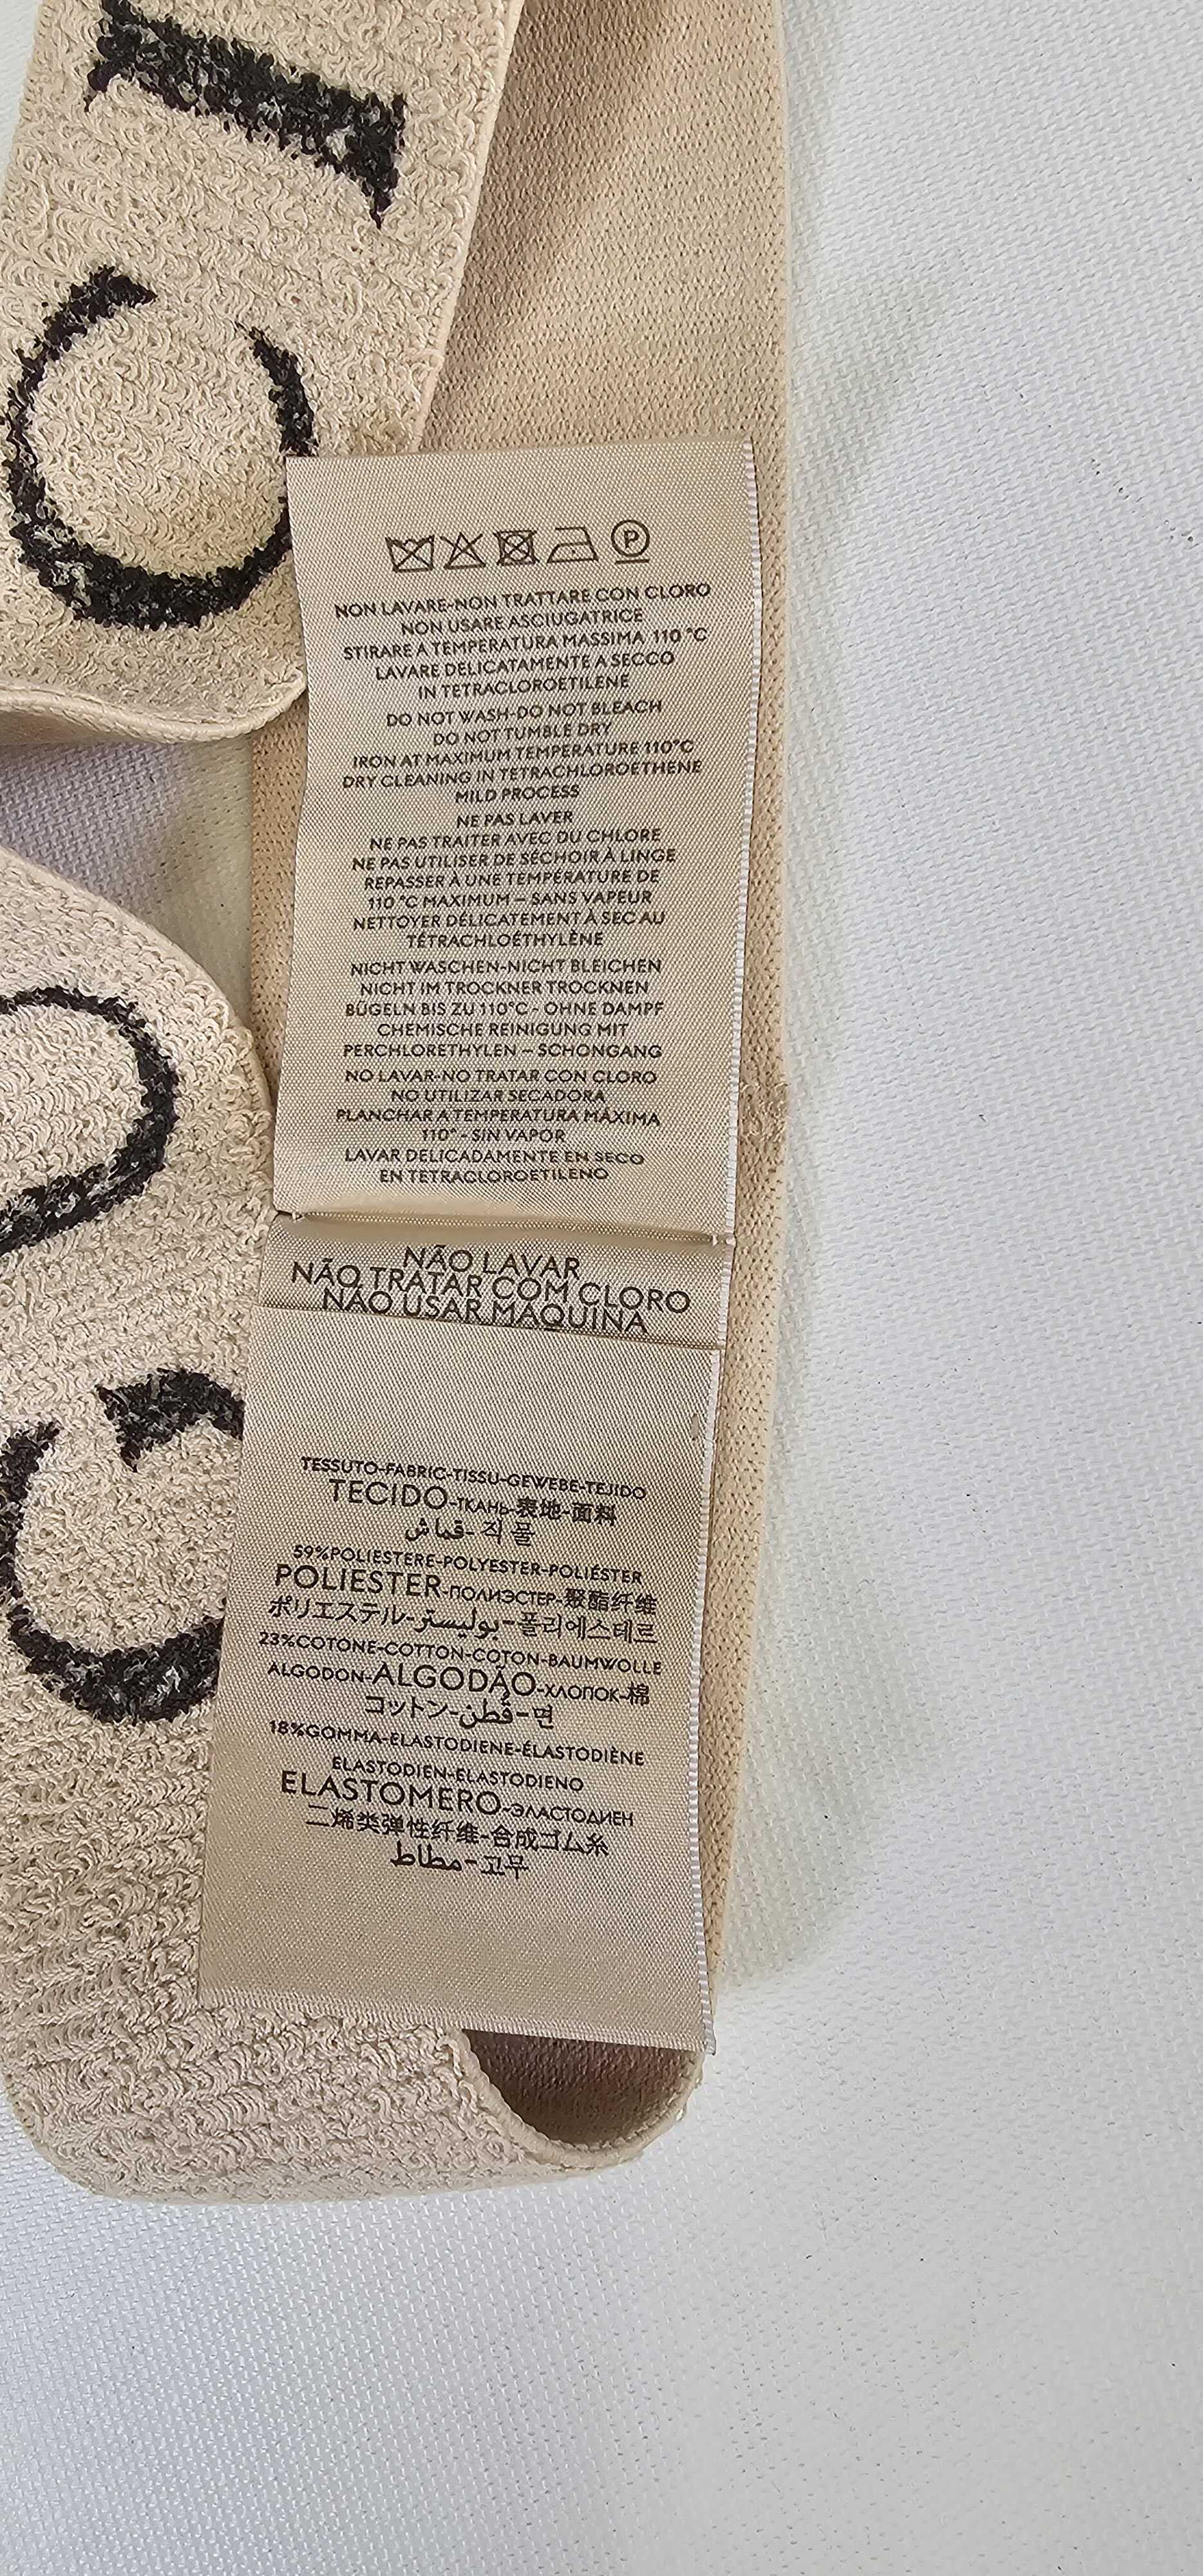 P
NON LAVARE-NON TRATTARE CON CLORO
NON USARE ASCIUGATRICE
STIRARE A TEMPERATURA MASSIMA 110 °C
LAVARE DELICATAMENTE A SECCO
IN TETRACLOROETILENE
DO NOT WASH-DO NOT BLEACH
DO NOT TUMBLE DRY
IRON AT MAXIMUM TEMPERATURE 110°C
DRY CLEANING IN TETRACHLOROETHENE
MILD PROCESS
NE PAS LAVER
NE PAS TRAITER AVEC DU CHLORE
NE PAS UTILISER DE SÉCHOIR À LINGE
REPASSER À UNE TEMPERATURE DE
110 °C MAXIMUM – SANS VAPEUR
NETTOYER DÉLICATEMENT À SEC AU
TÉTRACHLOÉTHYLÈNE
NICHT WASCHEN-NICHT BLEICHEN
NICHT IM TROCKNER TROCKNEN
BÜGELN BIS ZU 110°C - OHNE DAMPF
CHEMISCHE REINIGUNG MIT
PERCHLORETHYLEN – SCHONGANG
NO LAVAR-NO TRATAR CON CLORO
NO UTILIZAR SECADORA
PLANCHAR A TEMPERATURA MÁXIMA
110° - SIN VAPOR
LAVAR DELICADAMENTE EN SECO
EN TETRACLOROETILENO
NÃO LAVAR
NÃO TRATAR COM CLORO
NÃO USAR MAQUINA
TESSUTO-FABRIC-TISSU-GEWEBE-TEJIDO
TECIDO-ТКАНЬ-表地-面料
قماش-직물
59%POLIESTERE-POLYESTER-POLIÉSTER
POLIESTER-ПОЛИЭСТЕР-聚酯纤维
ポリエステル-بوليستر-폴리에스테르
23%COTONE-COTTON-COTON-BAUMWOLLE
ALGODON-ALGODÃO-ХЛОПОК-棉
コットン-قطن-면
18%GOMMA-ELASTODIENE-ÉLASTODIÈNE
ELASTODIEN-ELASTODIENO
ELASTOMERO-ЭЛАСТОДИЕН
二烯类弹性纤维-合成ゴム糸
مطاط-고무